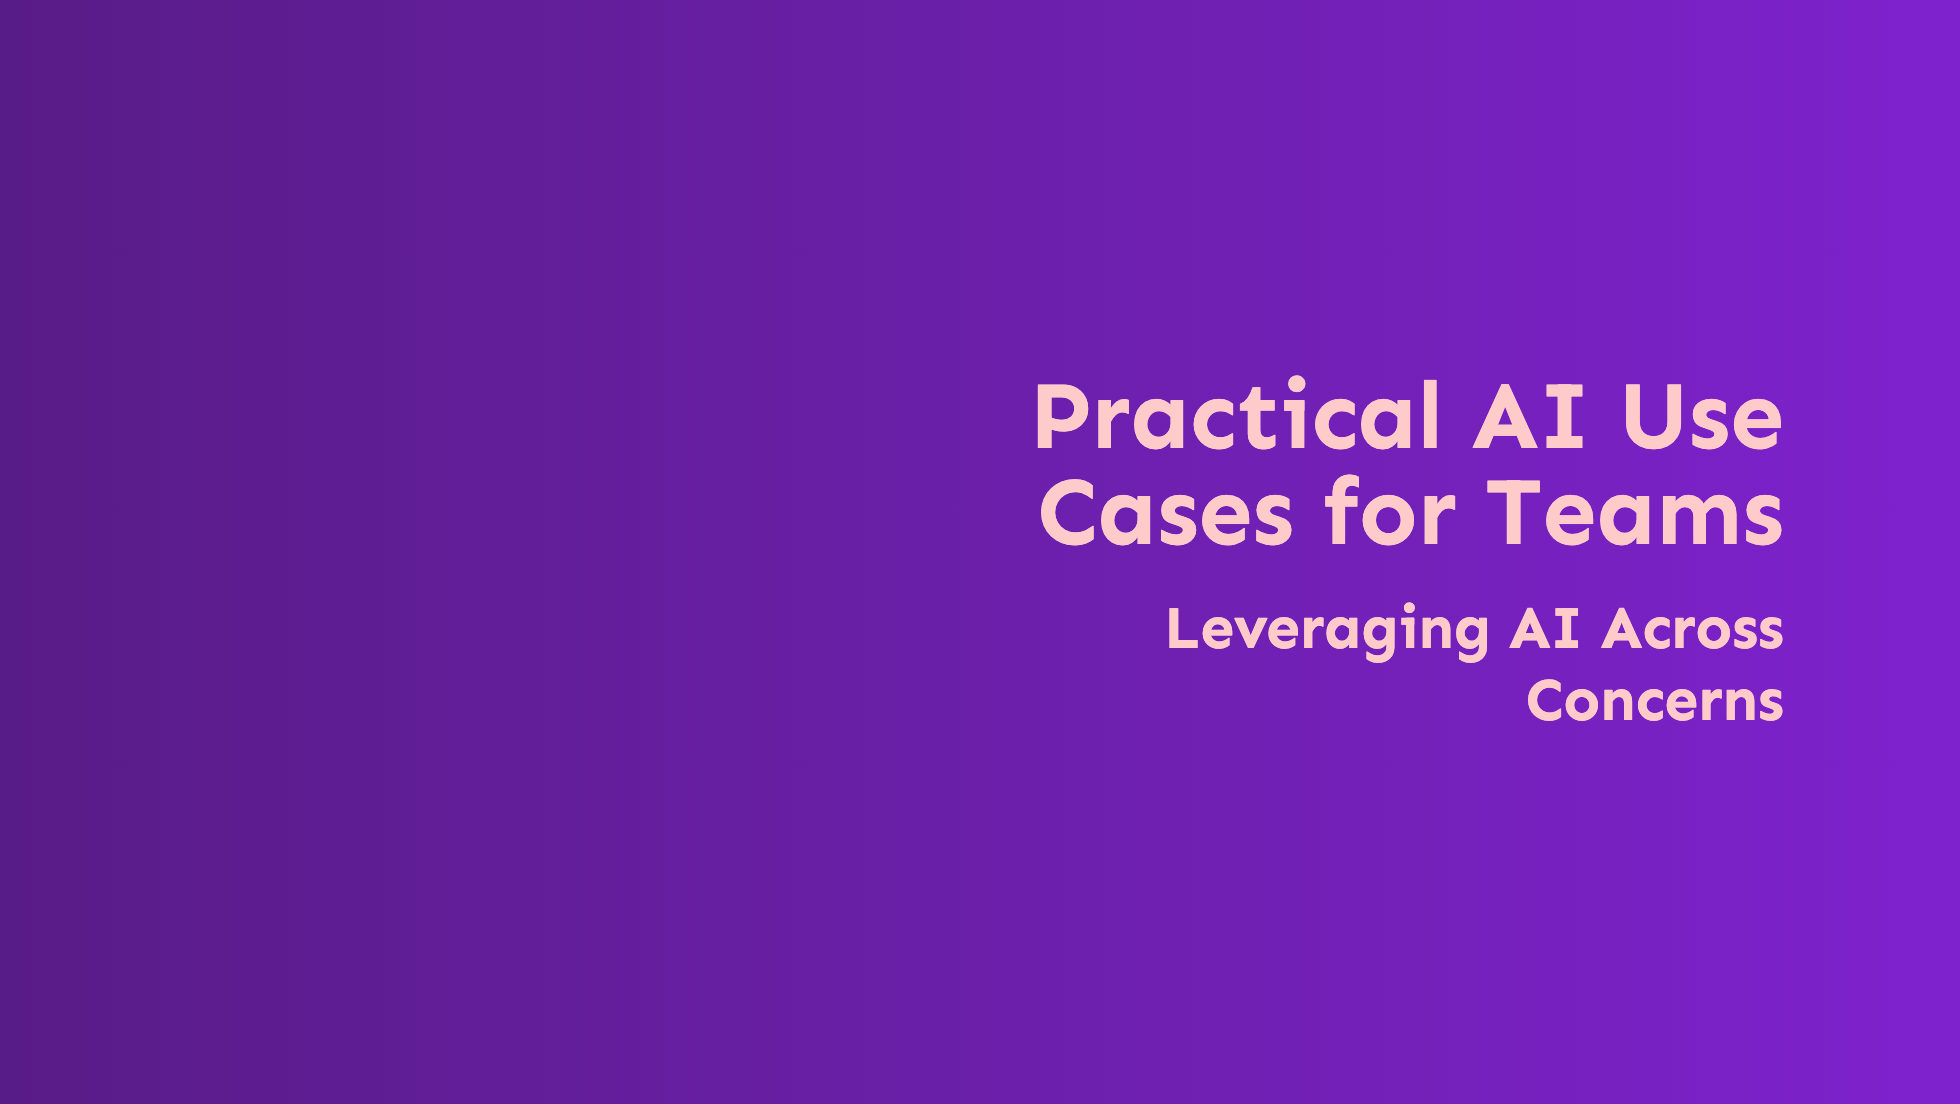 Practical AI Use
Cases for Teams
Leveraging AI Across
Concerns